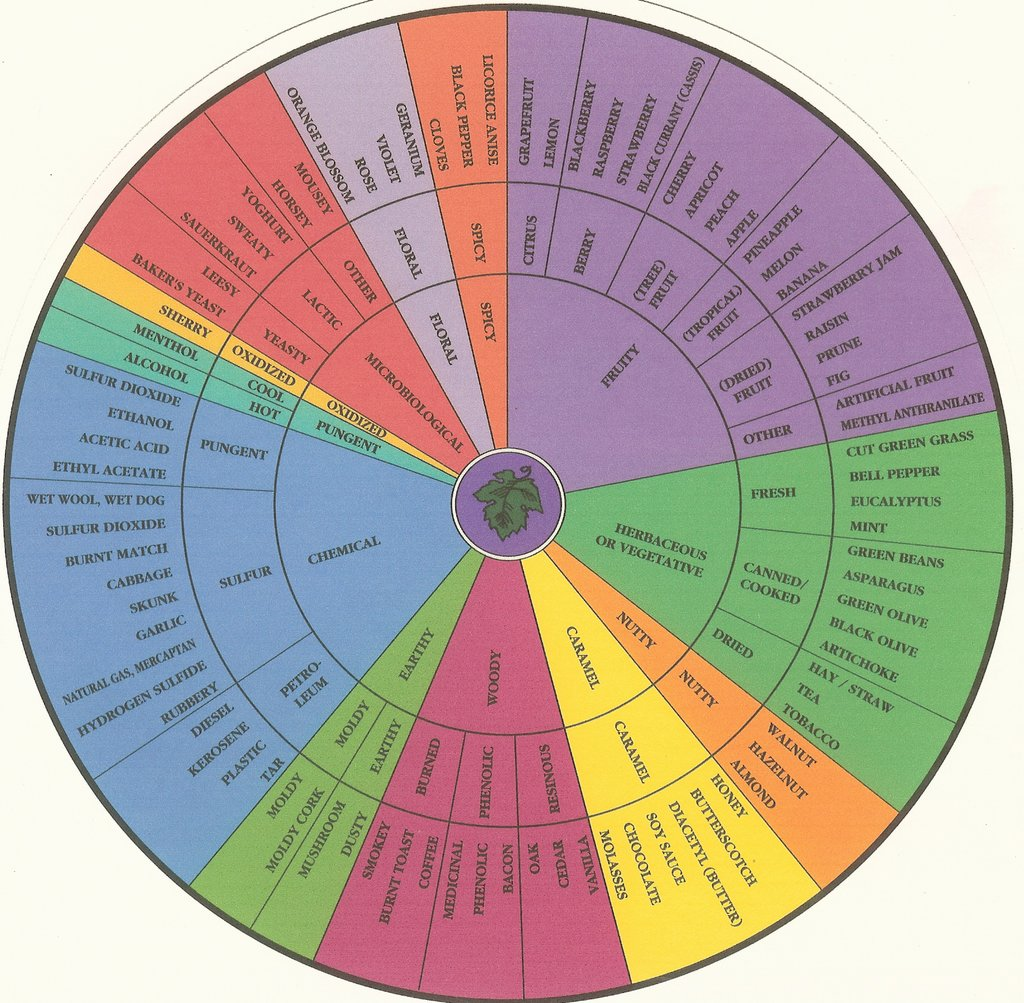 FRUITY
CITRUS
GRAPEFRUIT
LEMON
BERRY
BLACKBERRY
RASPBERRY
STRAWBERRY
BLACK CURRANT (CASSIS)
(TREE)
FRUIT
CHERRY
APRICOT
PEACH
APPLE
(TROPICAL)
FRUIT
PINEAPPLE
MELON
BANANA
(DRIED)
FRUIT
STRAWBERRY JAM
RAISIN
PRUNE
FIG
OTHER
ARTIFICIAL FRUIT
METHYL ANTHRANILATE
HERBACEOUS
OR VEGETATIVE
FRESH
CUT GREEN GRASS
BELL PEPPER
EUCALYPTUS
MINT
CANNED/
COOKED
GREEN BEANS
ASPARAGUS
GREEN OLIVE
BLACK OLIVE
ARTICHOKE
DRIED
HAY / STRAW
TEA
TOBACCO
NUTTY
NUTTY
WALNUT
HAZELNUT
ALMOND
CARAMEL
CARAMEL
HONEY
BUTTERSCOTCH
DIACETYL (BUTTER)
SOY SAUCE
CHOCOLATE
MOLASSES
WOODY
RESINOUS
VANILLA
CEDAR
OAK
PHENOLIC
BACON
PHENOLIC
MEDICINAL
BURNED
COFFEE
BURNT TOAST
SMOKEY
EARTHY
EARTHY
DUSTY
MUSHROOM
MOLDY
MOLDY CORK
MOLDY
CHEMICAL
PETRO-
LEUM
TAR
PLASTIC
KEROSENE
DIESEL
SULFUR
RUBBERY
HYDROGEN SULFIDE
NATURAL GAS, MERCAPTAN
GARLIC
SKUNK
CABBAGE
BURNT MATCH
SULFUR DIOXIDE
WET WOOL, WET DOG
PUNGENT
ETHYL ACETATE
ACETIC ACID
ETHANOL
SULFUR DIOXIDE
PUNGENT
HOT
ALCOHOL
COOL
MENTHOL
OXIDIZED
OXIDIZED
SHERRY
MICROBIOLOGICAL
YEASTY
BAKER'S YEAST
LEESY
LACTIC
SAUERKRAUT
SWEATY
YOGHURT
OTHER
HORSEY
MOUSEY
FLORAL
FLORAL
ORANGE BLOSSOM
ROSE
VIOLET
GERANIUM
SPICY
SPICY
CLOVES
BLACK PEPPER
LICORICE ANISE